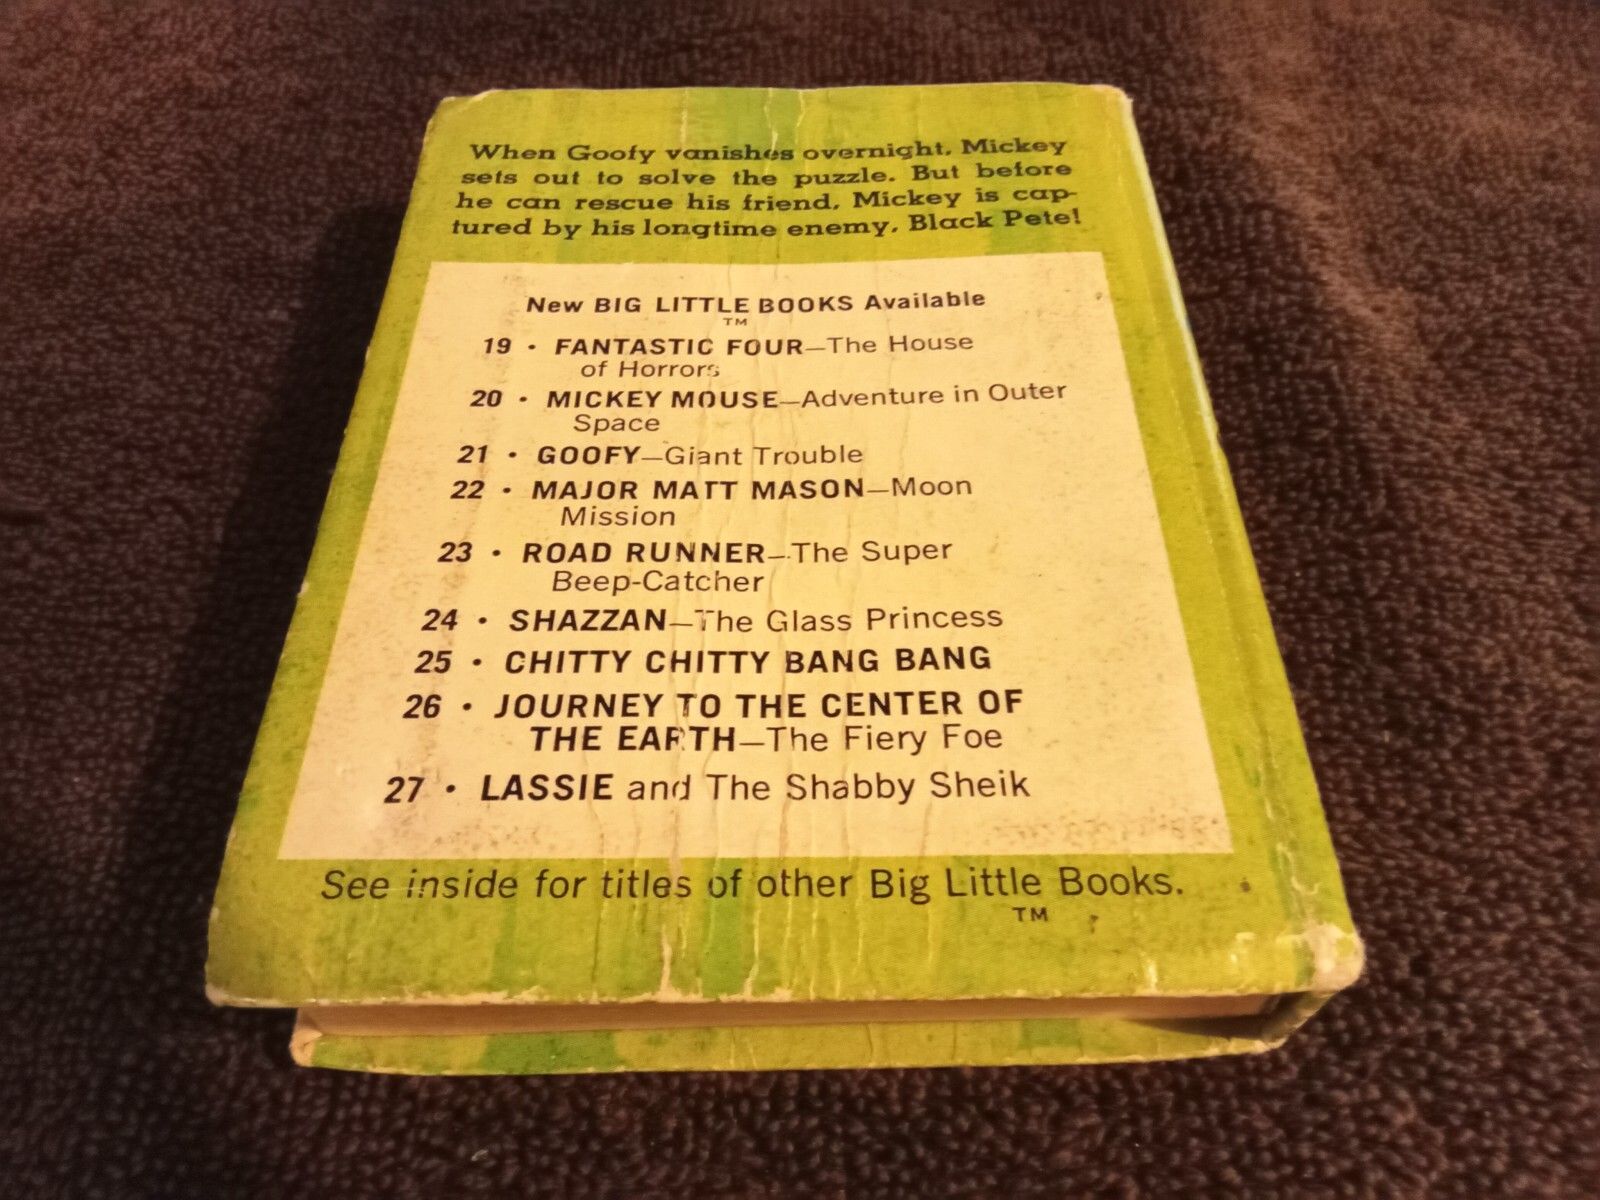 When Goofy vanishes overnight, Mickey
sets out to solve the puzzle. But before
he can rescue his friend, Mickey is cap-
tured by his longtime enemy, Black Pete!
New BIG LITTLE BOOKS Available
TM
19 • FANTASTIC FOUR—The House
of Horrors
20 • MICKEY MOUSE—Adventure in Outer
Space
21 • GOOFY—Giant Trouble
22 • MAJOR MATT MASON—Moon
Mission
23 • ROAD RUNNER—The Super
Beep-Catcher
24 • SHAZZAN—The Glass Princess
25 • CHITTY CHITTY BANG BANG
26 • JOURNEY TO THE CENTER OF
THE EARTH—The Fiery Foe
27 • LASSIE and The Shabby Sheik
See inside for titles of other Big Little Books.
TM